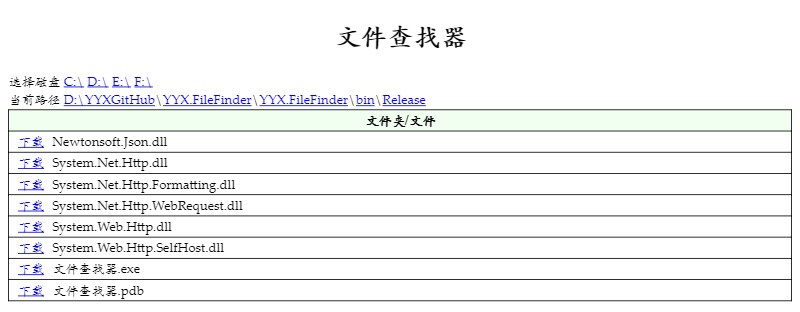 文件查找器
选择磁盘 C:\ D:\ E:\ F:\
当前路径 D:\YYXGitHub\YYX.FileFinder\YYX.FileFinder\bin\Release
文件夹/文件
下载 Newtonsoft.Json.dll
下载 System.Net.Http.dll
下载 System.Net.Http.Formatting.dll
下载 System.Net.Http.WebRequest.dll
下载 System.Web.Http.dll
下载 System.Web.Http.SelfHost.dll
下载 文件查找器.exe
下载 文件查找器.pdb